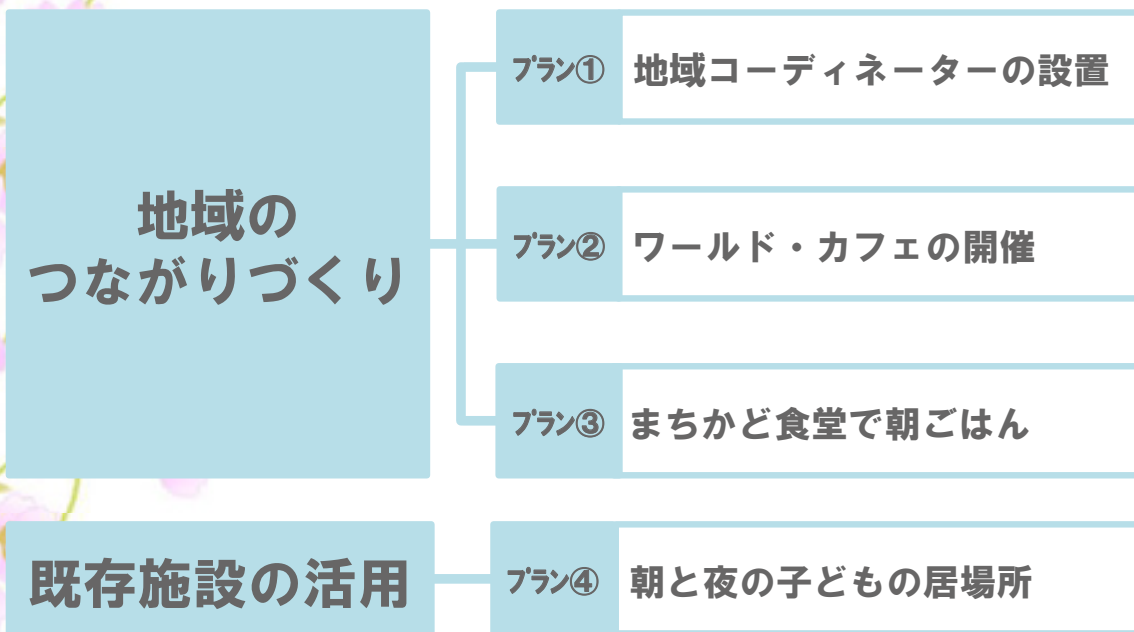 地域の
つながりづくり
プラン① 地域コーディネーターの設置
プラン② ワールド・カフェの開催
プラン③ まちかど食堂で朝ごはん
既存施設の活用
プラン④ 朝と夜の子どもの居場所